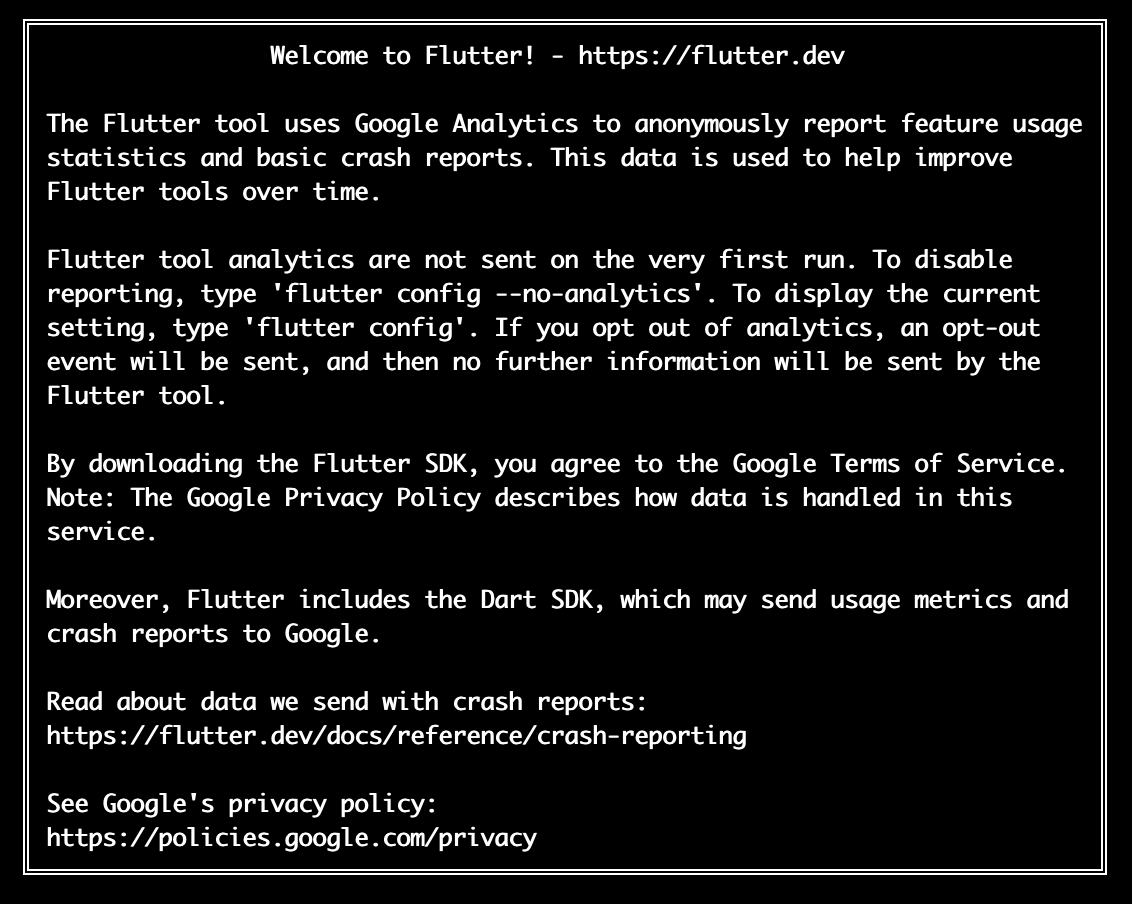 Welcome to Flutter! - https://flutter.dev
The Flutter tool uses Google Analytics to anonymously report feature usage
statistics and basic crash reports. This data is used to help improve
Flutter tools over time.
Flutter tool analytics are not sent on the very first run. To disable
reporting, type 'flutter config --no-analytics'. To display the current
setting, type 'flutter config'. If you opt out of analytics, an opt-out
event will be sent, and then no further information will be sent by the
Flutter tool.
By downloading the Flutter SDK, you agree to the Google Terms of Service.
Note: The Google Privacy Policy describes how data is handled in this
service.
Moreover, Flutter includes the Dart SDK, which may send usage metrics and
crash reports to Google.
Read about data we send with crash reports:
https://flutter.dev/docs/reference/crash-reporting
See Google's privacy policy:
https://policies.google.com/privacy